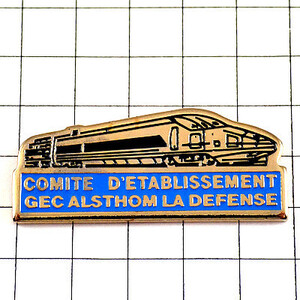 COMITE D'ETABLISSEMENT
GEC ALSTHOM LA DEFENSE